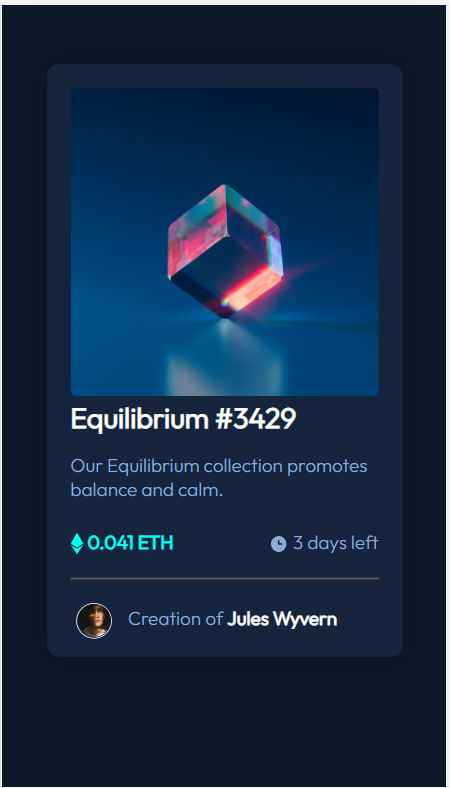 Equilibrium #3429
Our Equilibrium collection promotes
balance and calm.
0.041 ETH 3 days left
Creation of Jules Wyvern